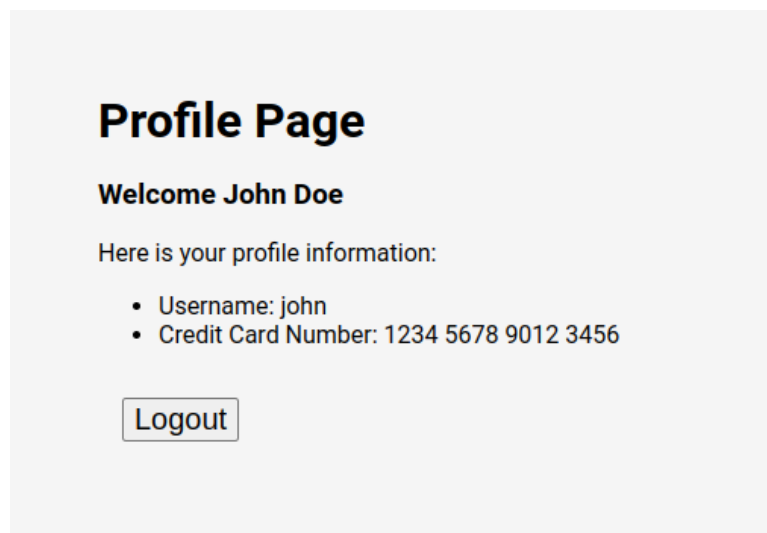 Profile Page
Welcome John Doe
Here is your profile information:
• Username: john
• Credit Card Number: 1234 5678 9012 3456
Logout